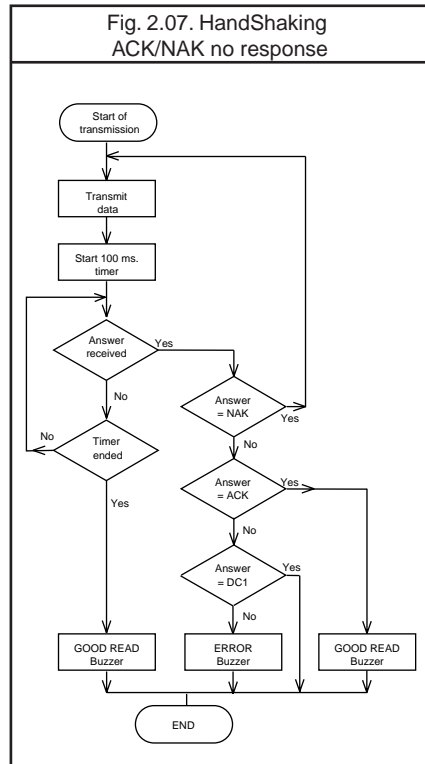 Fig. 2.07. HandShaking
ACK/NAK no response
Start of
transmission
Transmit
data
Start 100 ms.
timer
Answer
received
Yes
No
Answer
= NAK
Yes
No
Timer
ended
No
Yes
Answer
= ACK
Yes
No
Answer
= DC1
Yes
No
GOOD READ
Buzzer
ERROR
Buzzer
GOOD READ
Buzzer
END